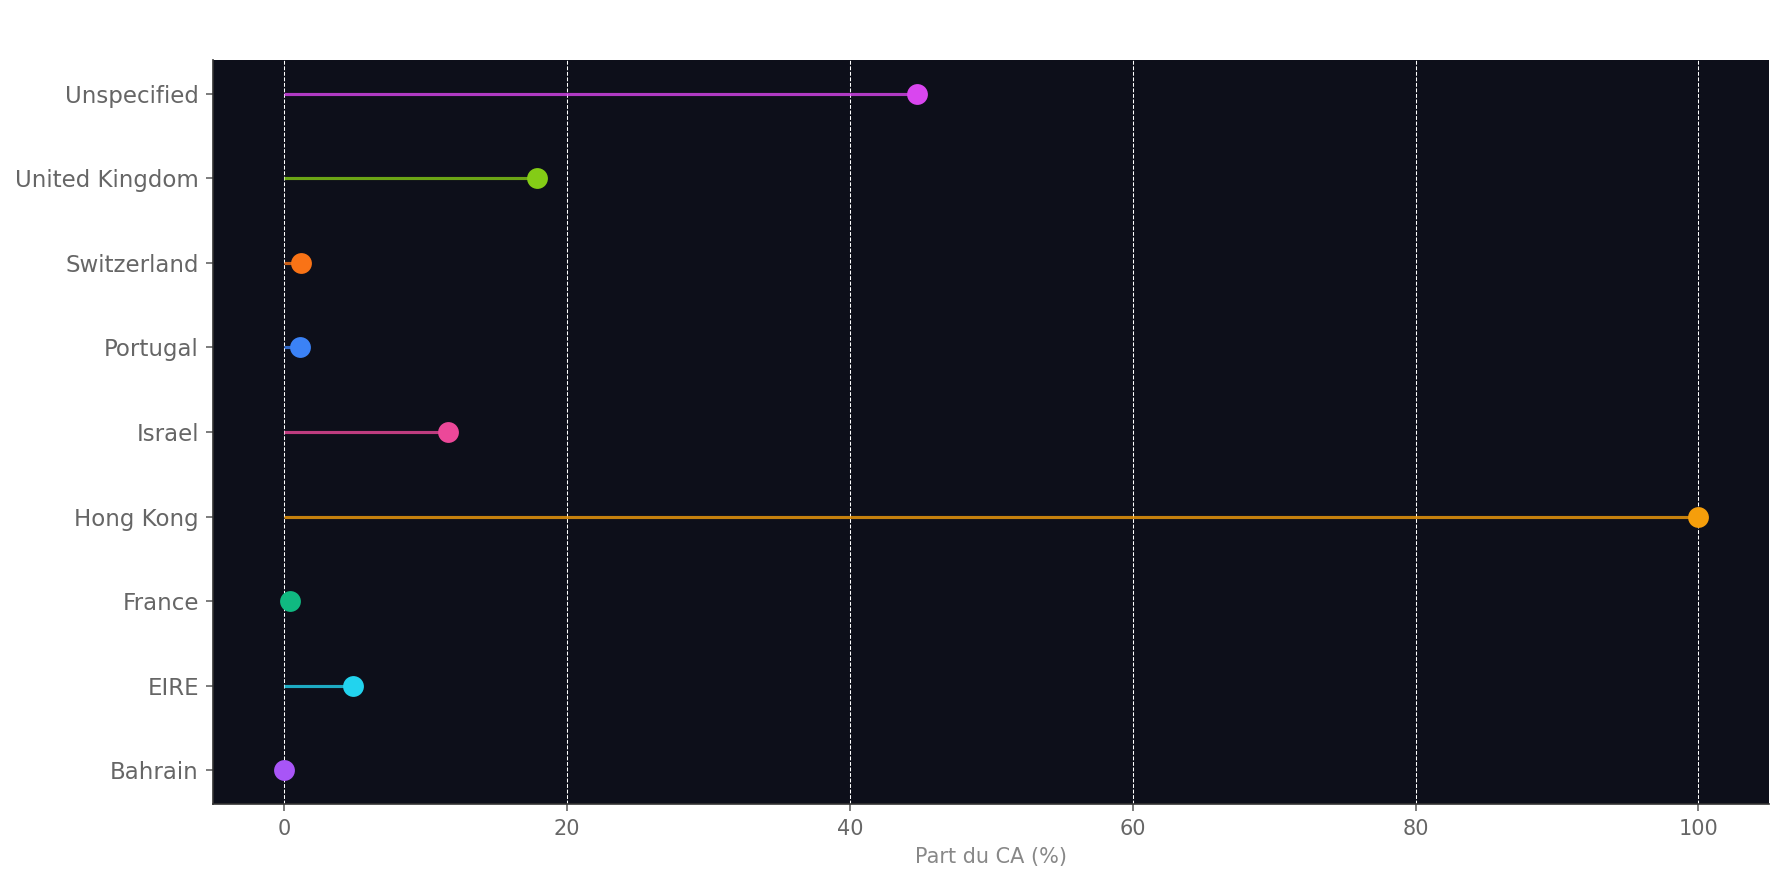 Unspecified
United Kingdom
Switzerland
Portugal
Israel
Hong Kong
France
EIRE
Bahrain
0 20 40 60 80 100
Part du CA (%)